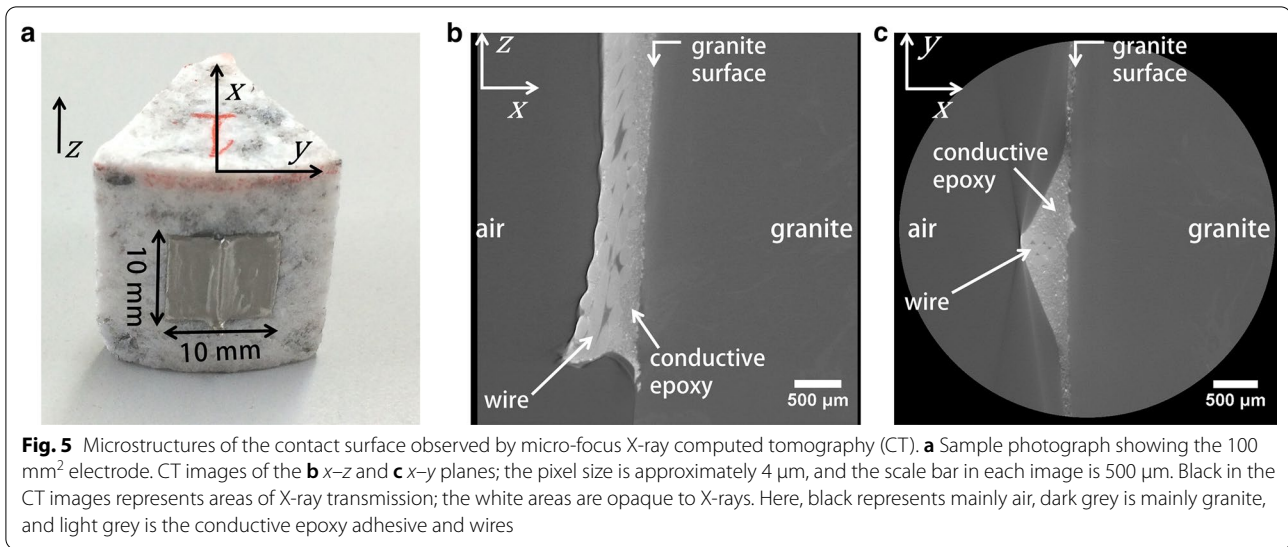 a
z
x
y
I
10 mm
10 mm
b
z
x
granite
surface
air
granite
wire
conductive
epoxy
500 µm
c
y
x
granite
surface
conductive
epoxy
air
granite
wire
500 µm
Fig. 5 Microstructures of the contact surface observed by micro-focus X-ray computed tomography (CT). a Sample photograph showing the 100
mm² electrode. CT images of the b x–z and c x–y planes; the pixel size is approximately 4 µm, and the scale bar in each image is 500 µm. Black in the
CT images represents areas of X-ray transmission; the white areas are opaque to X-rays. Here, black represents mainly air, dark grey is mainly granite,
and light grey is the conductive epoxy adhesive and wires